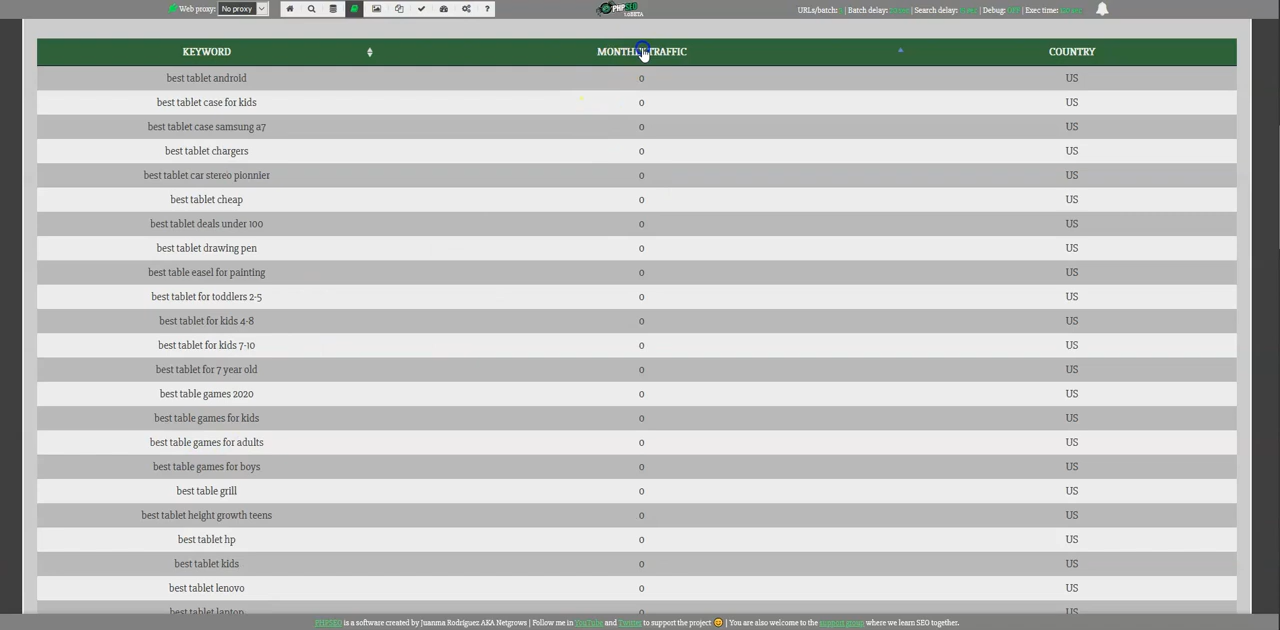 Web proxy: No proxy
?
PHPSEO
URLs/batch: Batch delay: Search delay: Debug: OFF Exec time:
KEYWORD MONTHLY TRAFFIC COUNTRY
best tablet android 0 US
best tablet case for kids 0 US
best tablet case samsung a7 0 US
best tablet chargers 0 US
best tablet car stereo pionnier 0 US
best tablet cheap 0 US
best tablet deals under 100 0 US
best tablet drawing pen 0 US
best table easel for painting 0 US
best tablet for toddlers 2-5 0 US
best tablet for kids 4-8 0 US
best tablet for kids 7-10 0 US
best tablet for 7 year old 0 US
best table games 2020 0 US
best table games for kids 0 US
best table games for adults 0 US
best table games for boys 0 US
best table grill 0 US
best tablet height growth teens 0 US
best tablet hp 0 US
best tablet kids 0 US
best tablet lenovo 0 US
best tablet laptop
PHPSEO is a software created by Juanma Rodríguez AKA Netgrows | Follow me in YouTube and Twitter to support the project 😊 | You are also welcome to the support group where we learn SEO together.